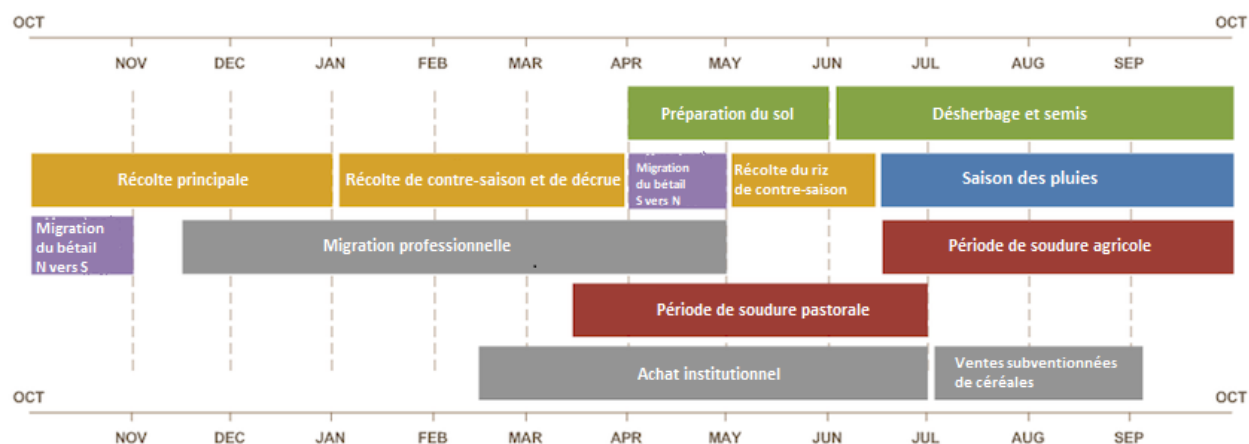 OCT OCT
NOV DEC JAN FEB MAR APR MAY JUN JUL AUG SEP
Préparation du sol
Désherbage et semis
Récolte principale
Récolte de contre-saison et de décrue
Migration
du bétail
S vers N
Récolte du riz
de contre-saison
Saison des pluies
Migration
du bétail
N vers S
Migration professionnelle
Période de soudure agricole
Période de soudure pastorale
Achat institutionnel
Ventes subventionnées
de céréales
OCT OCT
NOV DEC JAN FEB MAR APR MAY JUN JUL AUG SEP